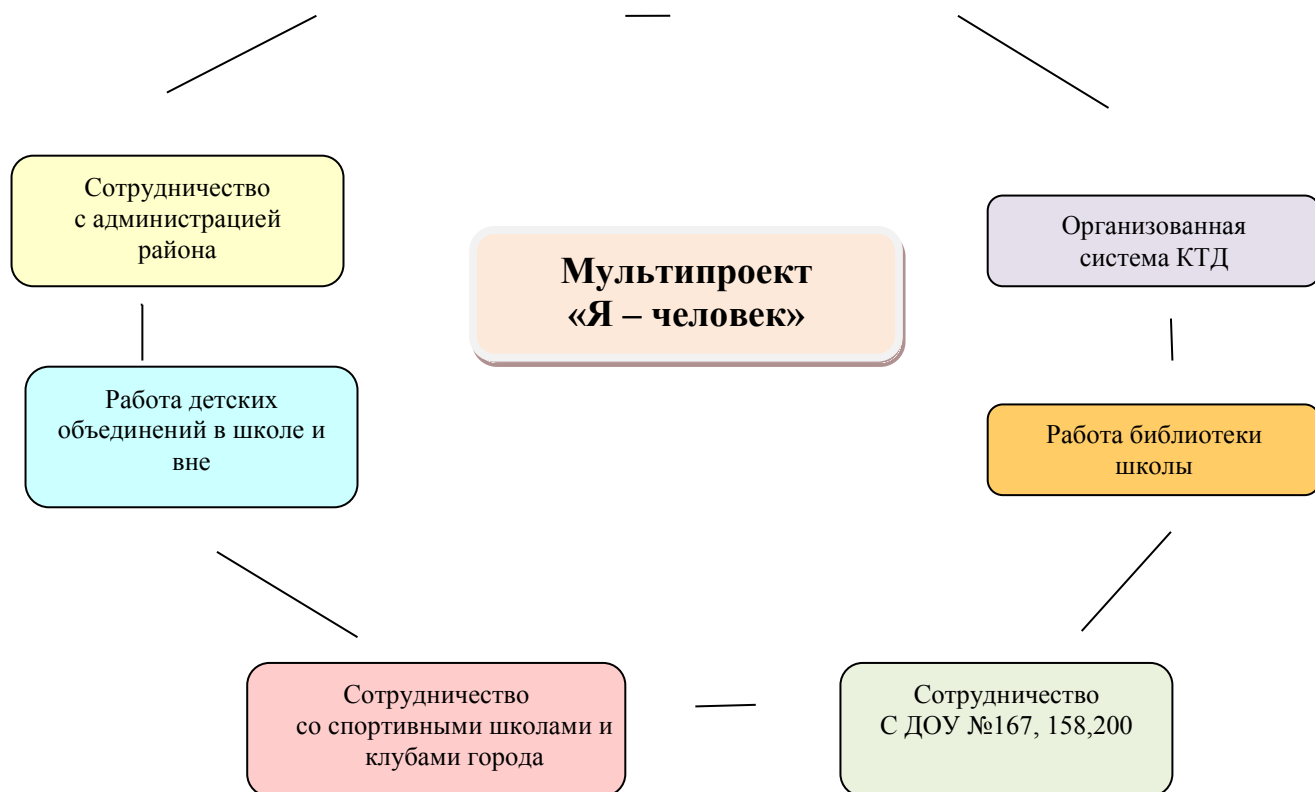 Сотрудничество
с администрацией
района
Мультипроект
«Я – человек»
Организованная
система КТД
Работа детских
объединений в школе и
вне
Работа библиотеки
школы
Сотрудничество
со спортивными школами и
клубами города
Сотрудничество
С ДОУ №167, 158,200